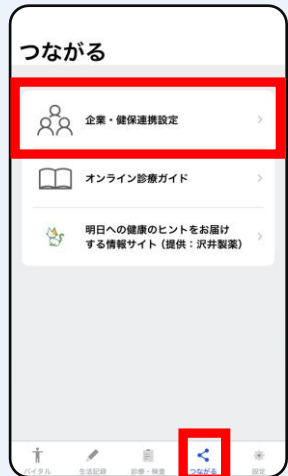 つながる
企業・健保連携設定
オンライン診療ガイド
明日への健康のヒントをお届け
する情報サイト（提供：沢井製薬）
バイタル 生活記録 診療・検査 つながる 設定